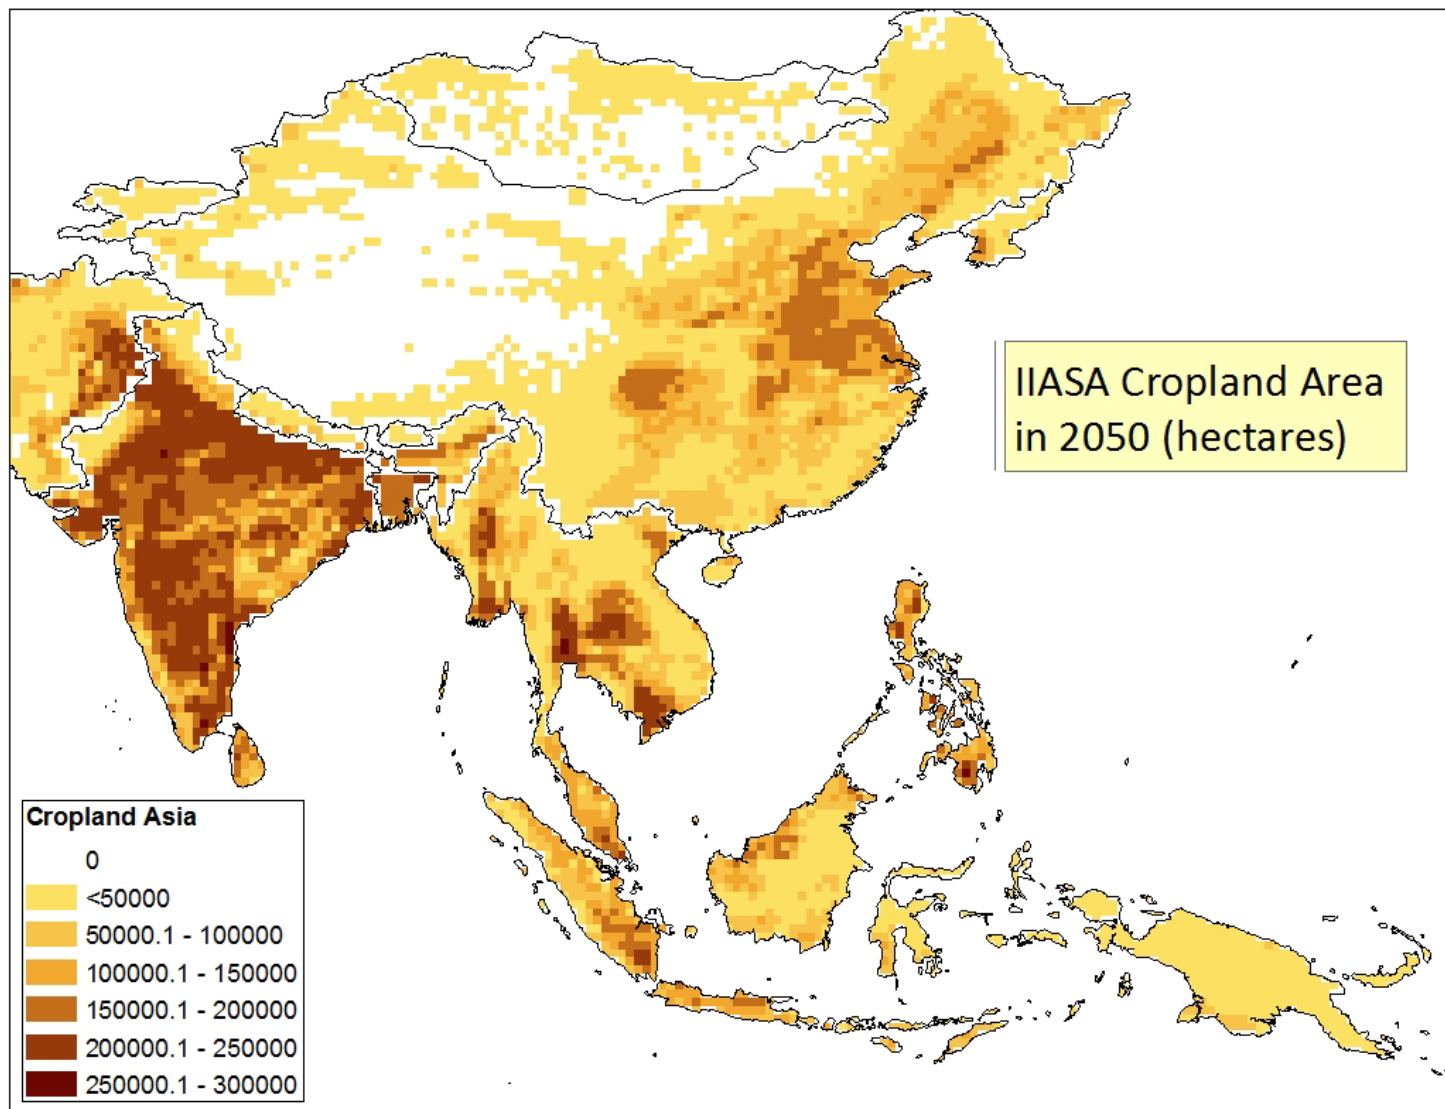 IIASA Cropland Area
in 2050 (hectares)
Cropland Asia
0
<50000
50000.1 - 100000
100000.1 - 150000
150000.1 - 200000
200000.1 - 250000
250000.1 - 300000